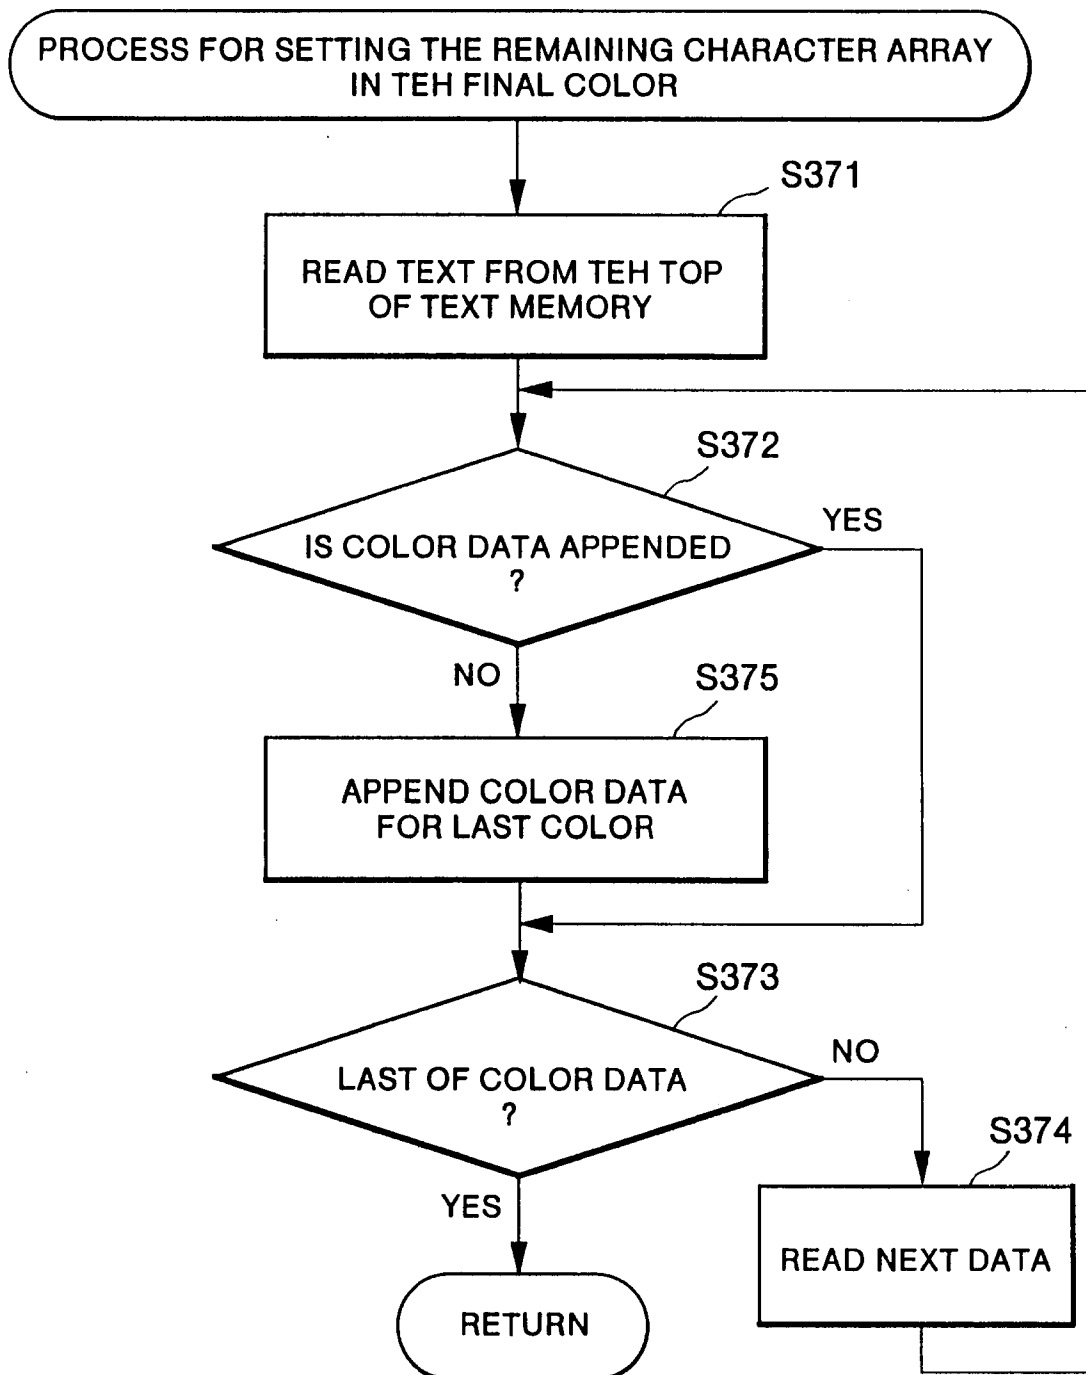 PROCESS FOR SETTING THE REMAINING CHARACTER ARRAY
IN TEH FINAL COLOR
S371
READ TEXT FROM TEH TOP
OF TEXT MEMORY
S372
YES
IS COLOR DATA APPENDED
?
NO
S375
APPEND COLOR DATA
FOR LAST COLOR
S373
NO
LAST OF COLOR DATA
?
S374
YES
READ NEXT DATA
RETURN